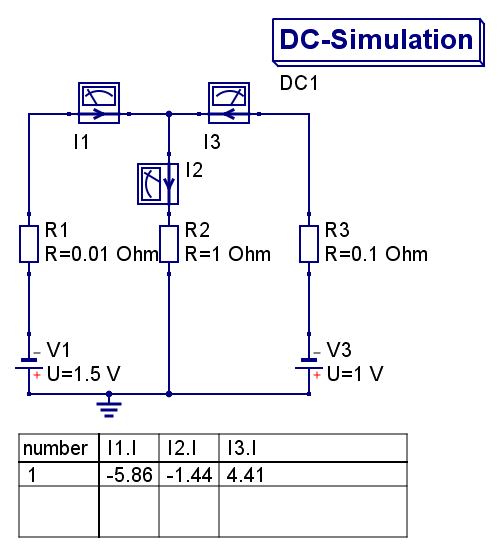 DC-Simulation
DC1
I1
I3
I2
R1
R=0.01 Ohm
R2
R=1 Ohm
R3
R=0.1 Ohm
V1
U=1.5 V
V3
U=1 V
number I1.I I2.I I3.I
1 -5.86 -1.44 4.41